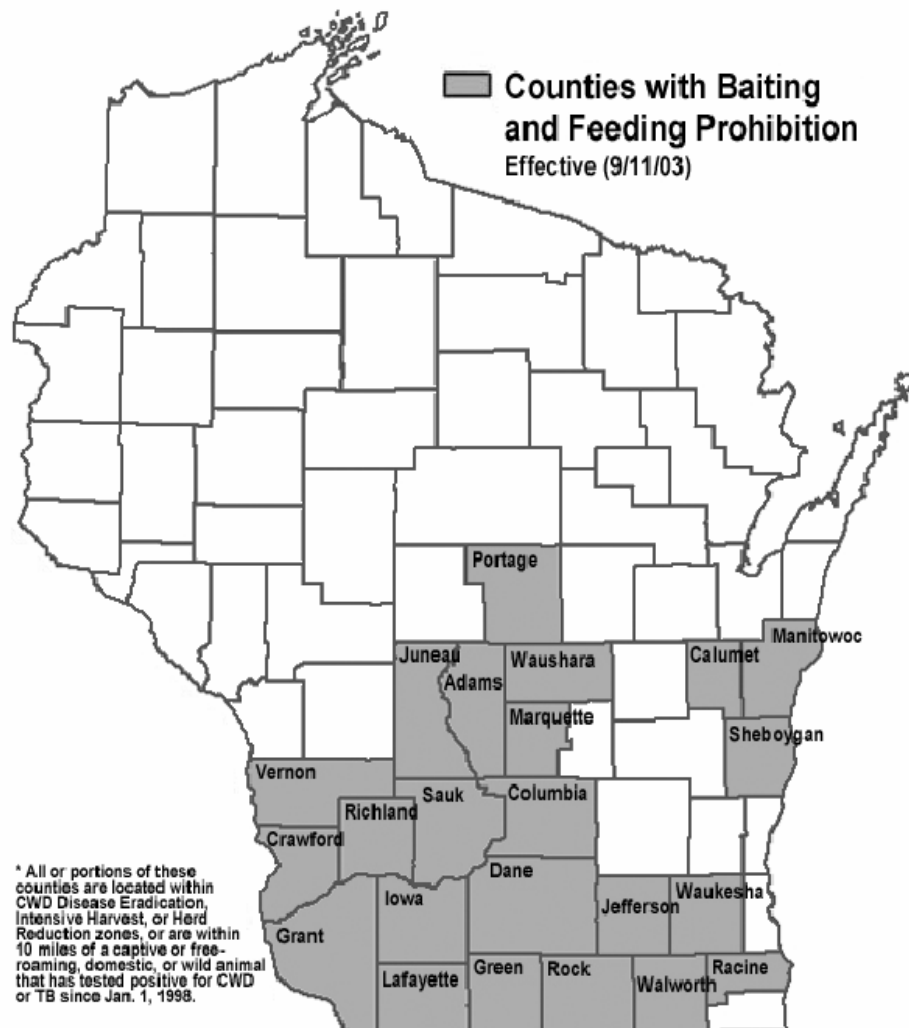 Counties with Baiting
and Feeding Prohibition
Effective (9/11/03)
Portage
Manitowoc
Juneau
Waushara
Calumet
Adams
Marquette
Sheboygan
Vernon
Sauk
Columbia
Richland
Crawford
Dane
Iowa
Jefferson
Waukesha
Grant
Lafayette
Green
Rock
Walworth
Racine
* All or portions of these
counties are located within
CWD Disease Eradication,
Intensive Harvest, or Herd
Reduction zones, or are within
10 miles of a captive or free-
roaming, domestic, or wild animal
that has tested positive for CWD
or TB since Jan. 1, 1998.